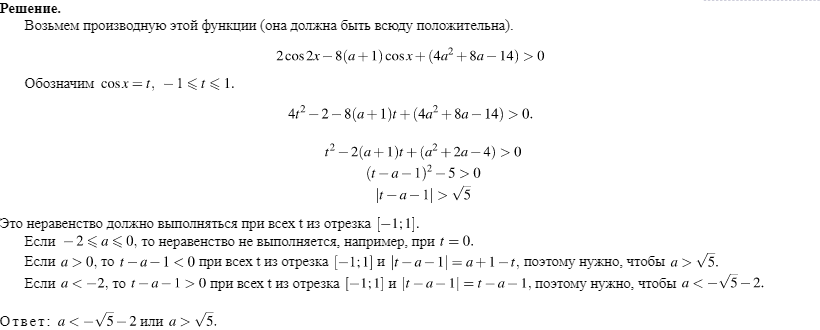 Решение.
Возьмем производную этой функции (она должна быть всюду положительна).
2cos2x − 8(a+1)cosx + (4a² + 8a − 14) > 0
Обозначим cosx = t, −1 ⩽ t ⩽ 1.
4t² − 2 − 8(a+1)t + (4a² + 8a − 14) > 0.
t² − 2(a+1)t + (a² + 2a − 4) > 0
(t − a − 1)² − 5 > 0
|t − a − 1| > √5
Это неравенство должно выполняться при всех t из отрезка [−1;1].
Если −2 ⩽ a ⩽ 0, то неравенство не выполняется, например, при t = 0.
Если a > 0, то t − a − 1 < 0 при всех t из отрезка [−1;1] и |t − a − 1| = a + 1 − t, поэтому нужно, чтобы a > √5.
Если a < −2, то t − a − 1 > 0 при всех t из отрезка [−1;1] и |t − a − 1| = t − a − 1, поэтому нужно, чтобы a < −√5 − 2.
Ответ: a < −√5 − 2 или a > √5.